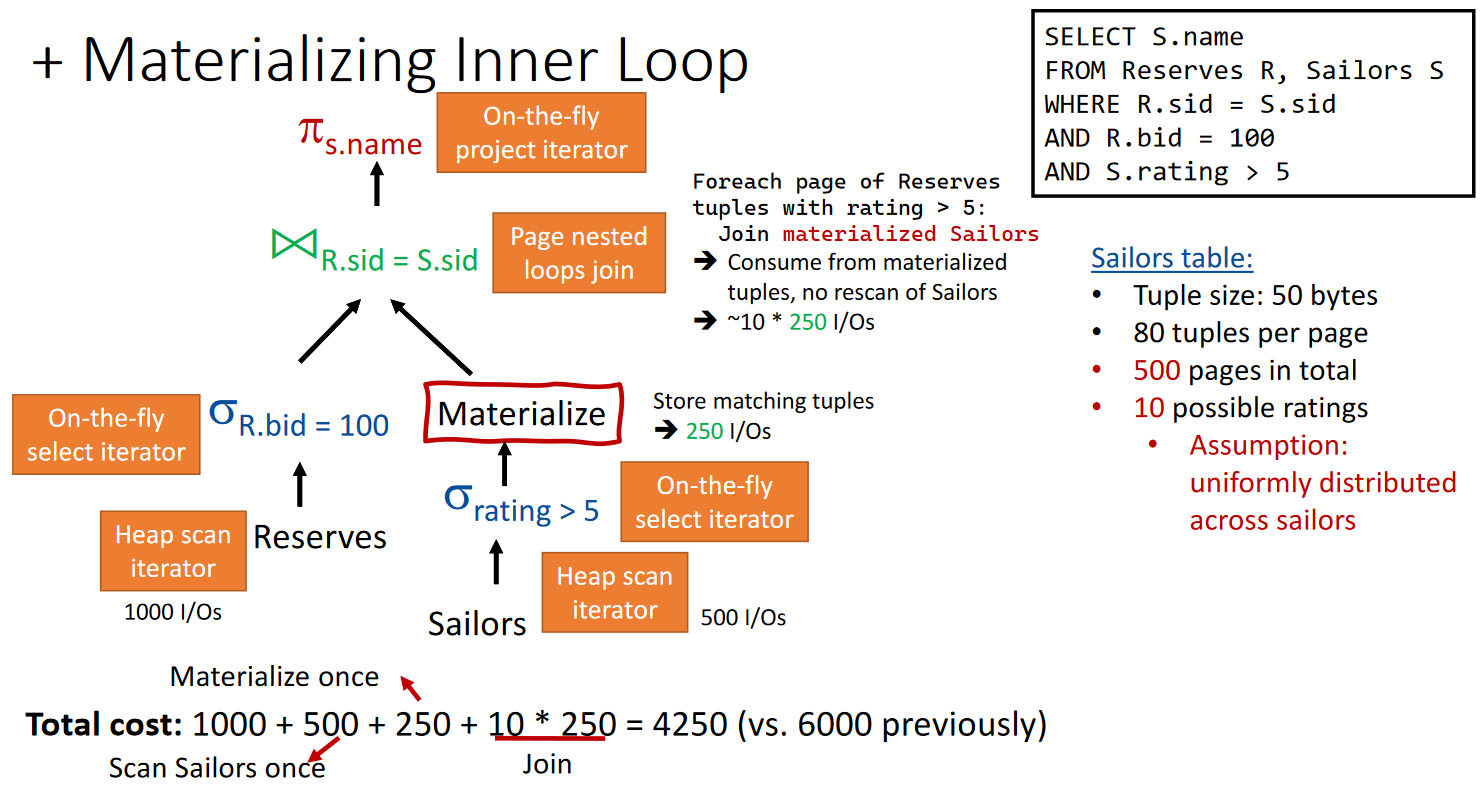 + Materializing Inner Loop
SELECT S.name
FROM Reserves R, Sailors S
WHERE R.sid = S.sid
AND R.bid = 100
AND S.rating > 5
π s.name
On-the-fly
project iterator
⋈ R.sid = S.sid
Page nested
loops join
Foreach page of Reserves
tuples with rating > 5:
Join materialized Sailors
➔ Consume from materialized
tuples, no rescan of Sailors
➔ ~10 * 250 I/Os
Sailors table:
• Tuple size: 50 bytes
• 80 tuples per page
• 500 pages in total
• 10 possible ratings
• Assumption:
uniformly distributed
across sailors
On-the-fly
select iterator
σ R.bid = 100
Materialize
Store matching tuples
➔ 250 I/Os
σ rating > 5
On-the-fly
select iterator
Heap scan
iterator
Reserves
1000 I/Os
Sailors
Heap scan
iterator
500 I/Os
Materialize once
Total cost: 1000 + 500 + 250 + 10 * 250 = 4250 (vs. 6000 previously)
Scan Sailors once
Join